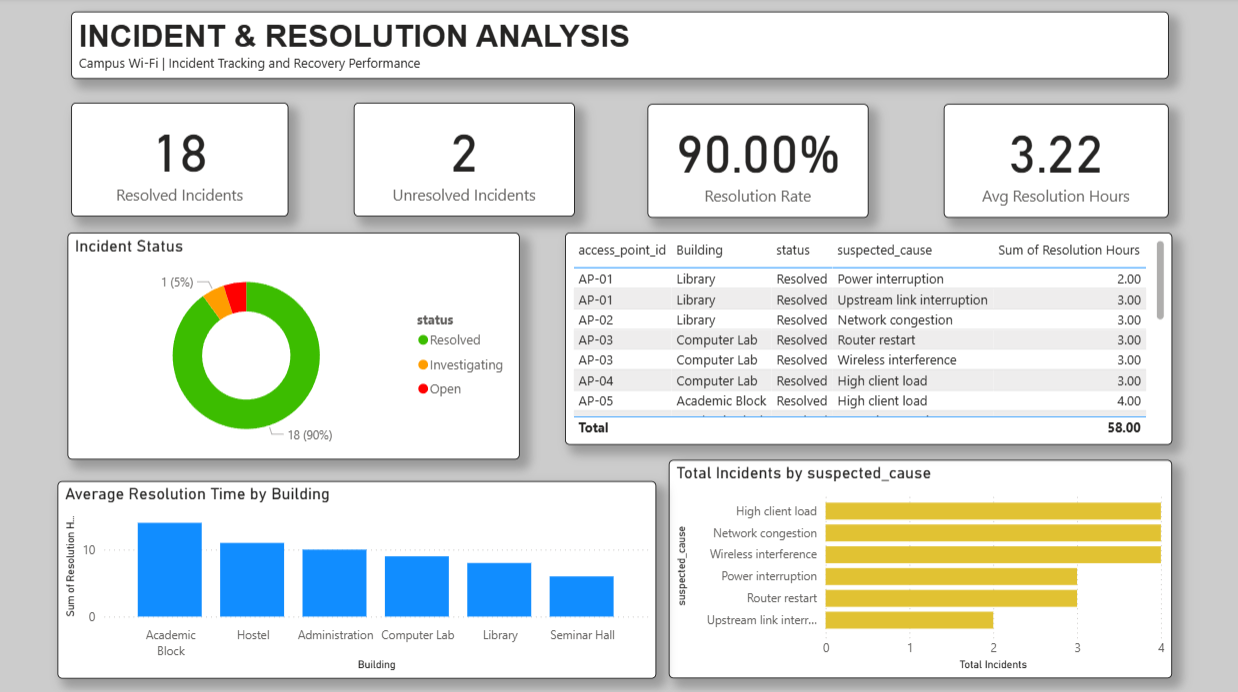 INCIDENT & RESOLUTION ANALYSIS
Campus Wi-Fi | Incident Tracking and Recovery Performance
18
Resolved Incidents
2
Unresolved Incidents
90.00%
Resolution Rate
3.22
Avg Resolution Hours
Incident Status
1 (5%)
18 (90%)
status
Resolved
Investigating
Open
access_point_id Building status suspected_cause Sum of Resolution Hours
AP-01 Library Resolved Power interruption 2.00
AP-01 Library Resolved Upstream link interruption 3.00
AP-02 Library Resolved Network congestion 3.00
AP-03 Computer Lab Resolved Router restart 3.00
AP-03 Computer Lab Resolved Wireless interference 3.00
AP-04 Computer Lab Resolved High client load 3.00
AP-05 Academic Block Resolved High client load 4.00
Total 58.00
Average Resolution Time by Building
Sum of Resolution H...
10
0
Academic
Block
Hostel
Administration
Computer Lab
Library
Seminar Hall
Building
Total Incidents by suspected_cause
suspected_cause
High client load
Network congestion
Wireless interference
Power interruption
Router restart
Upstream link interr...
0 1 2 3 4
Total Incidents